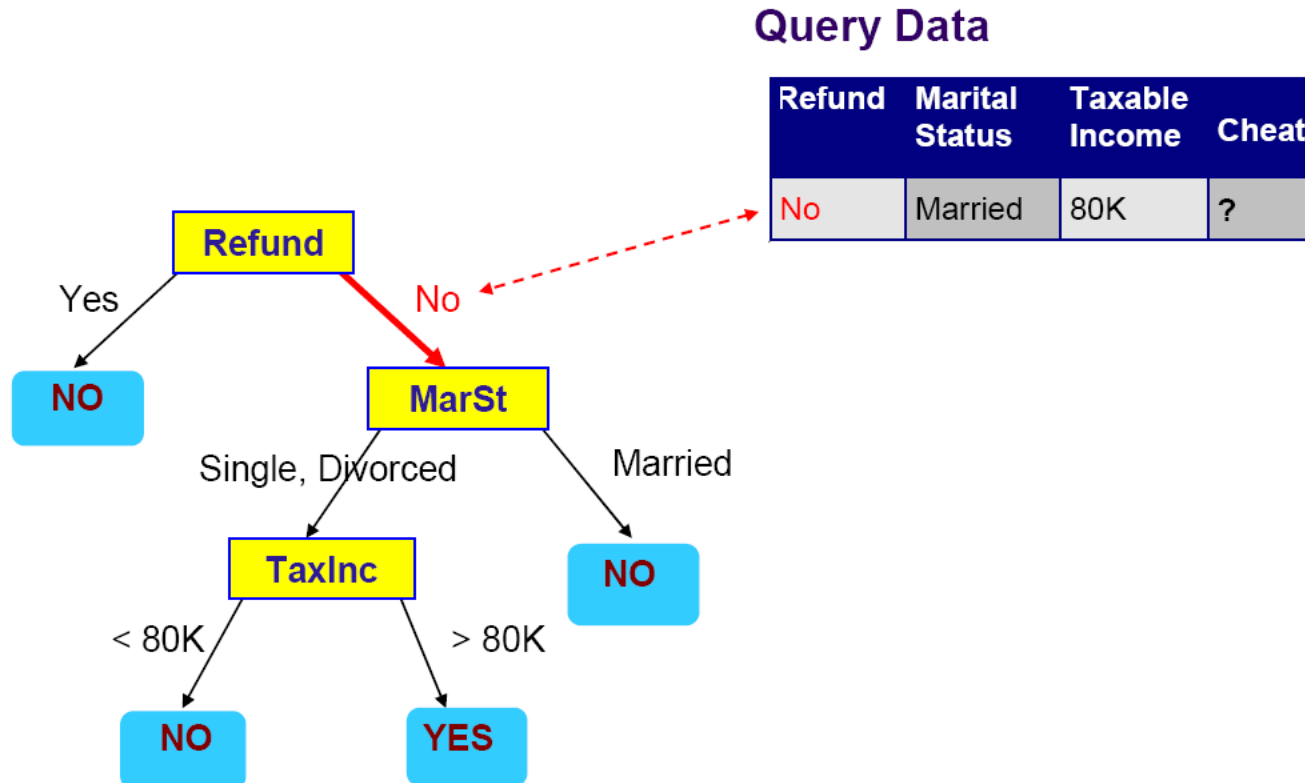 Query Data
Refund Marital Status Taxable Income Cheat
No Married 80K ?
Refund
Yes No
NO
MarSt
Single, Divorced Married
TaxInc
NO
< 80K > 80K
NO YES